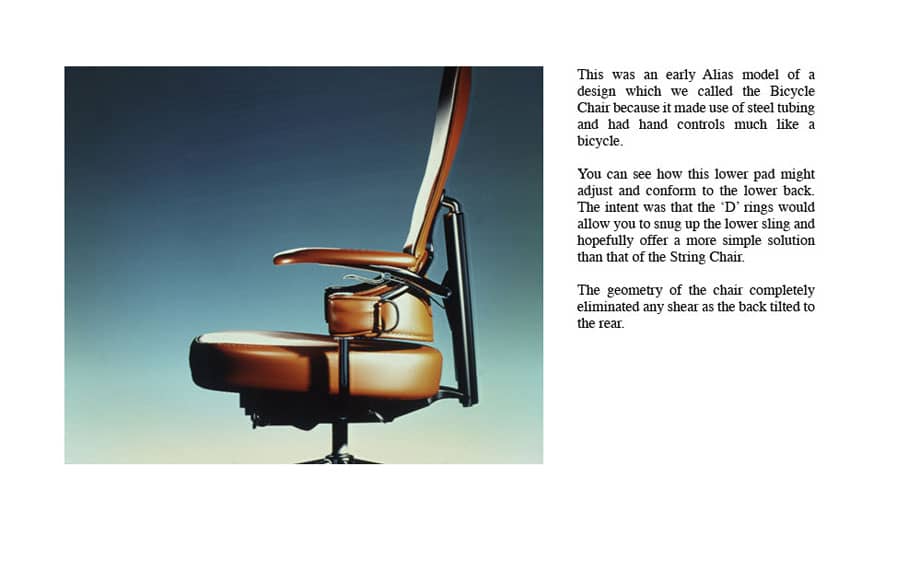 This was an early Alias model of a
design which we called the Bicycle
Chair because it made use of steel tubing
and had hand controls much like a
bicycle.
You can see how this lower pad might
adjust and conform to the lower back.
The intent was that the ‘D’ rings would
allow you to snug up the lower sling and
hopefully offer a more simple solution
than that of the String Chair.
The geometry of the chair completely
eliminated any shear as the back tilted to
the rear.